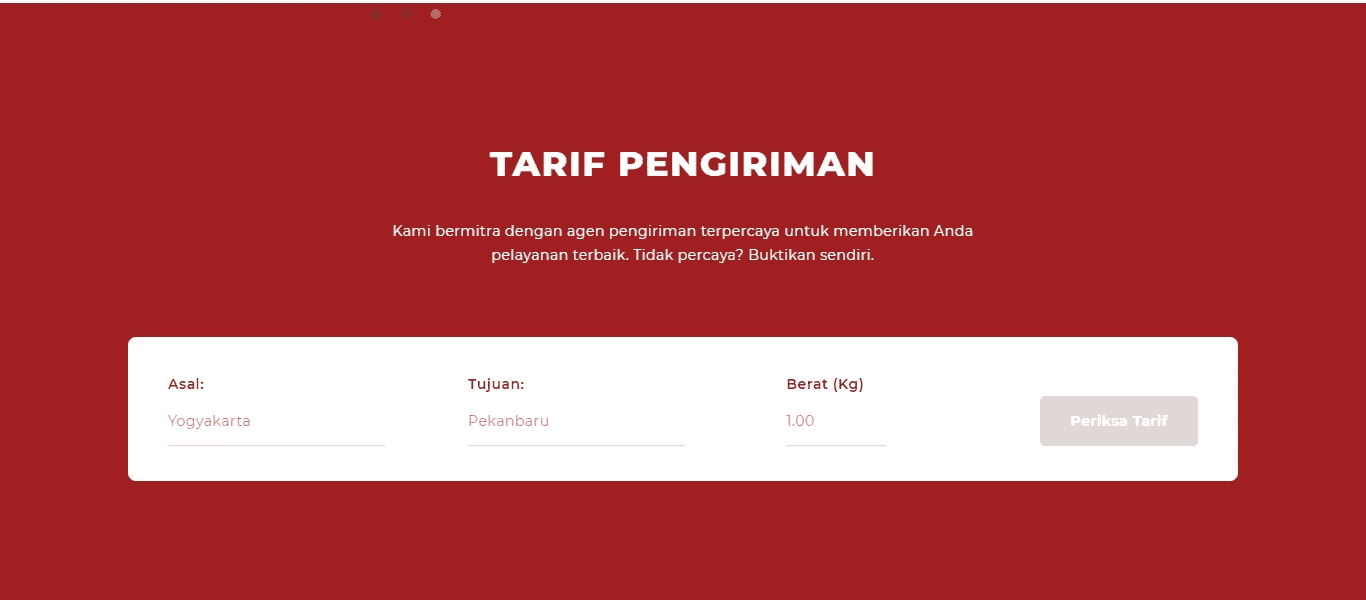 TARIF PENGIRIMAN
Kami bermitra dengan agen pengiriman terpercaya untuk memberikan Anda
pelayanan terbaik. Tidak percaya? Buktikan sendiri.
Asal:
Tujuan:
Berat (Kg)
Yogyakarta
Pekanbaru
1.00
Periksa Tarif